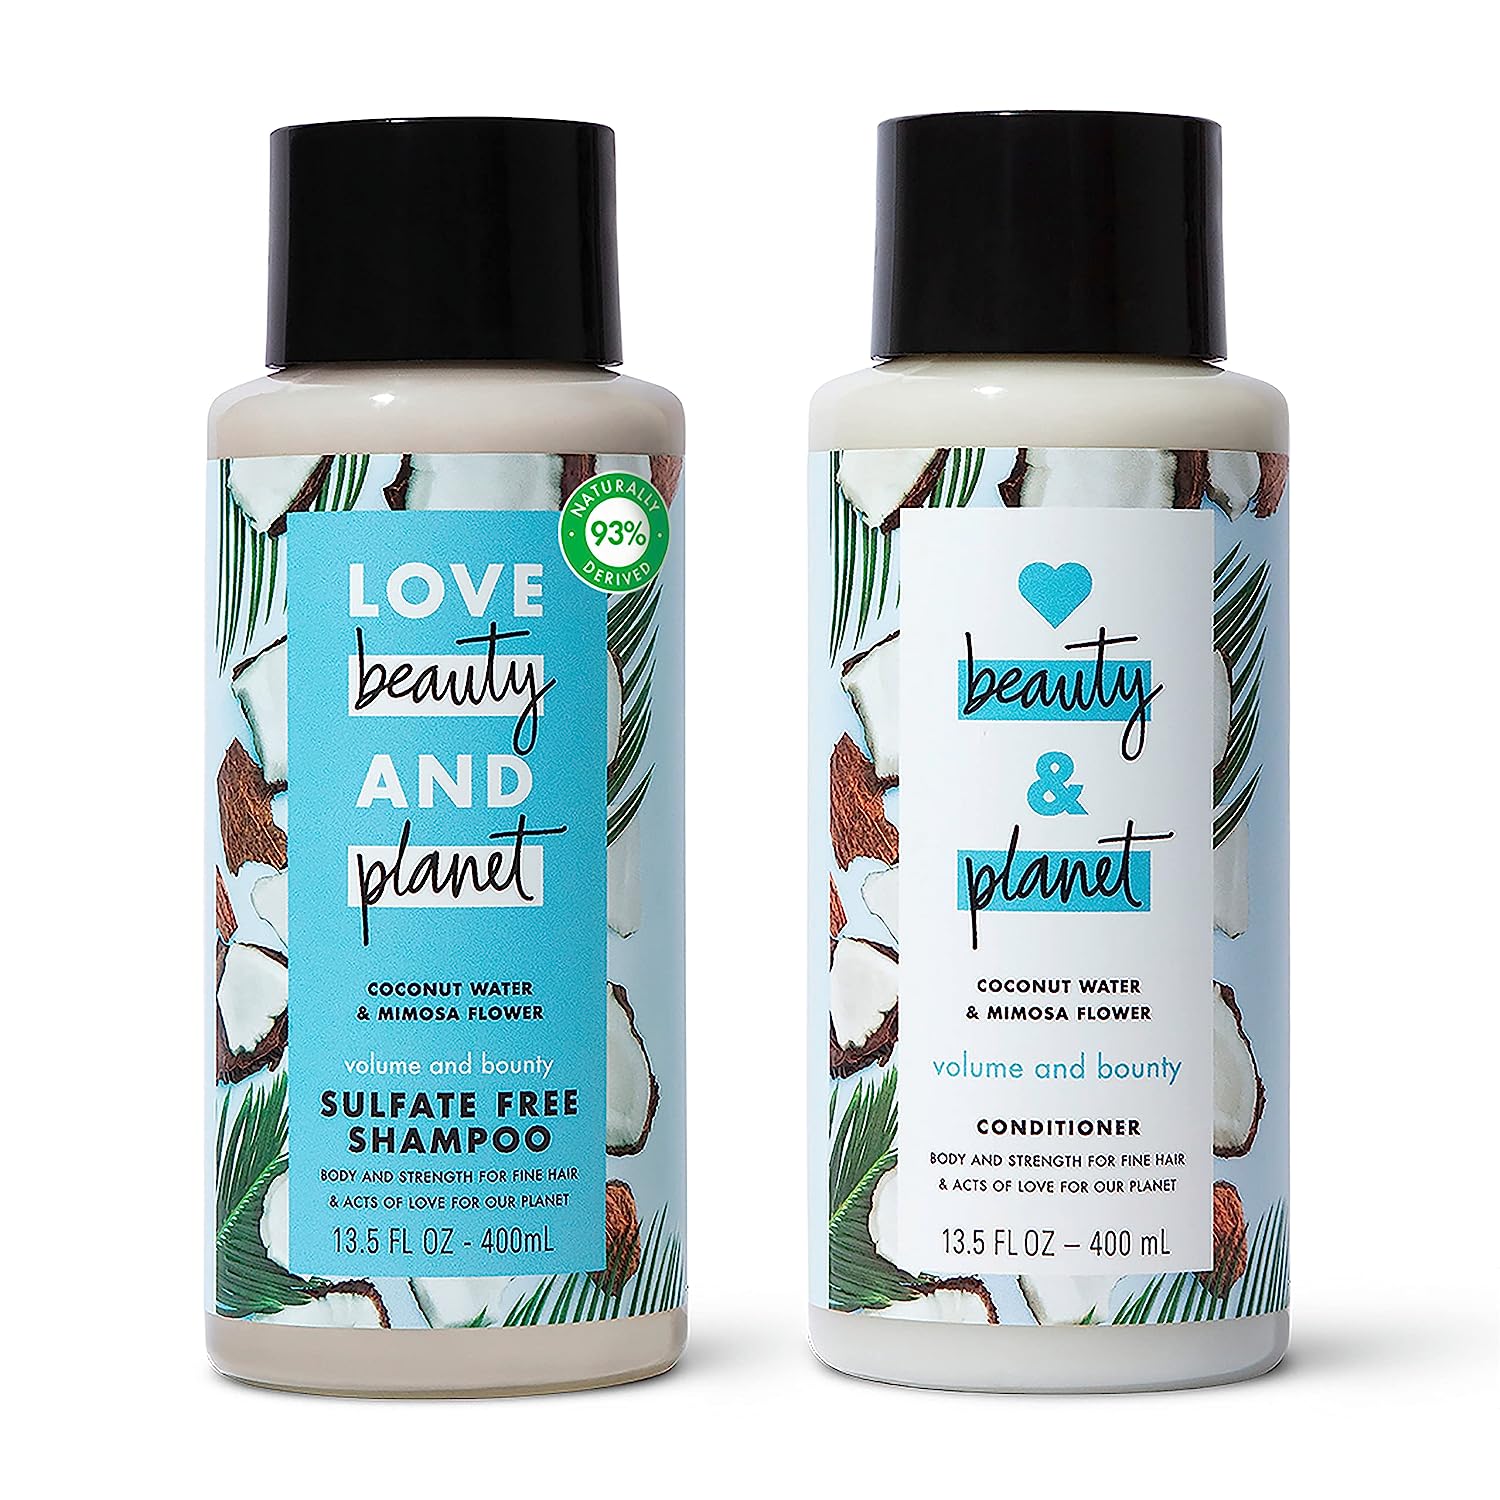 NATURALLY
93%
DERIVED
LOVE
beauty
AND
planet
COCONUT WATER
& MIMOSA FLOWER
volume and bounty
SULFATE FREE
SHAMPOO
BODY AND STRENGTH FOR FINE HAIR
& ACTS OF LOVE FOR OUR PLANET
13.5 FL OZ - 400mL
beauty
&
planet
COCONUT WATER
& MIMOSA FLOWER
volume and bounty
CONDITIONER
BODY AND STRENGTH FOR FINE HAIR
& ACTS OF LOVE FOR OUR PLANET
13.5 FL OZ – 400 mL